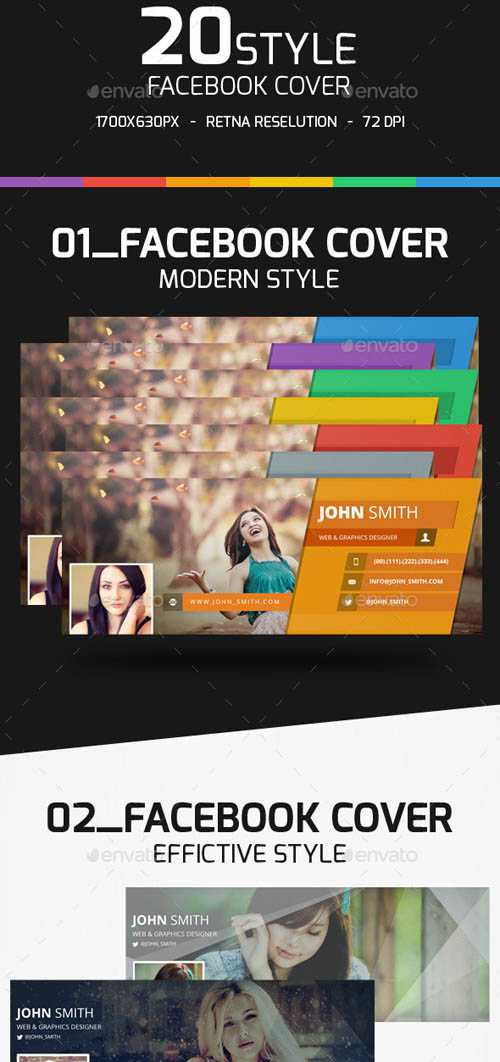 20STYLE
FACEBOOK COVER
1700X630PX - RETNA RESELUTION - 72 DPI
01_FACEBOOK COVER
MODERN STYLE
JOHN SMITH
WEB & GRAPHICS DESIGNER
(00).(111).(222).(333).(444)
INFO@JOHN_SMITH.COM
@JOHN_SMITH
WWW.JOHN_SMITH.COM
02_FACEBOOK COVER
EFFICTIVE STYLE
JOHN SMITH
WEB & GRAPHICS DESIGNER
@JOHN_SMITH
JOHN SMITH
WEB & GRAPHICS DESIGNER
@JOHN_SMITH
envato
envato
envato
envato
envato
envato
envato
envato